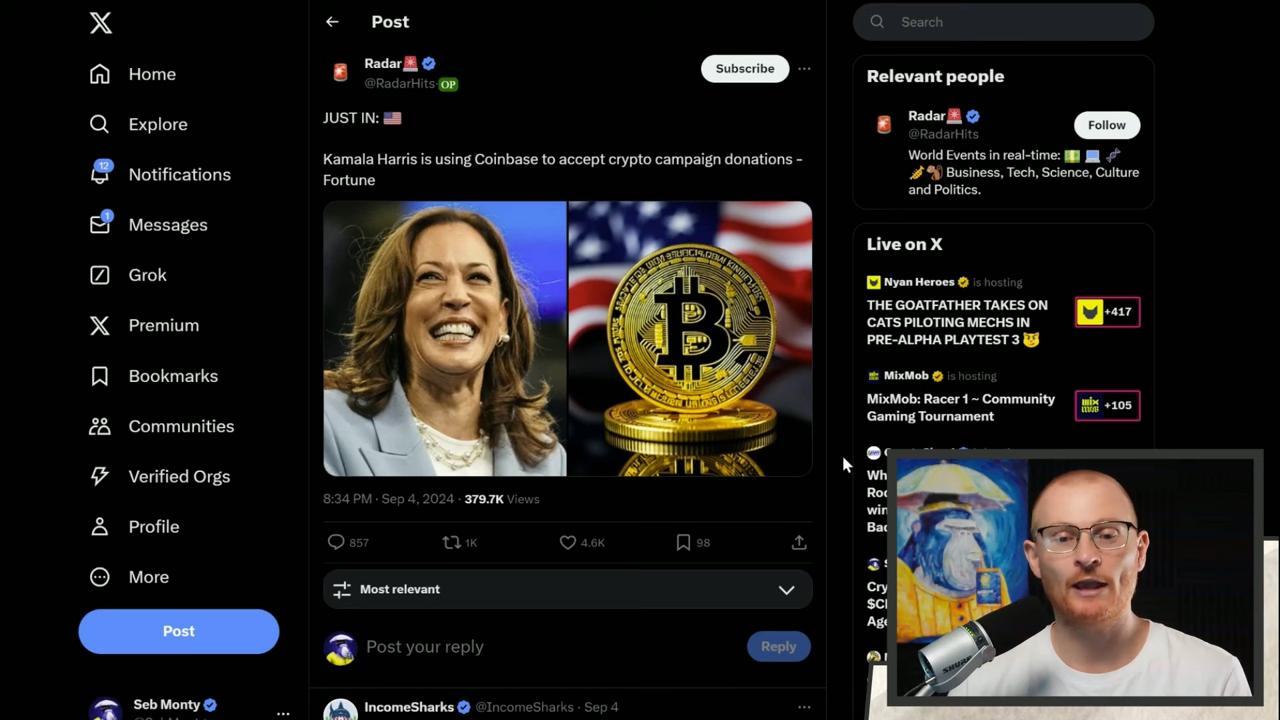 Home
Explore
12
Notifications
1
Messages
Grok
Premium
Bookmarks
Communities
Verified Orgs
Profile
More
Post
Seb Monty
Post
Radar🚨
@RadarHits · OP
Subscribe
JUST IN: 🇺🇸
Kamala Harris is using Coinbase to accept crypto campaign donations -
Fortune
8:34 PM · Sep 4, 2024 · 379.7K Views
857
1K
4.6K
98
Most relevant
Post your reply
Reply
IncomeSharks @IncomeSharks · Sep 4
Search
Relevant people
Radar🚨
@RadarHits
Follow
World Events in real-time: 💵 💻 🧬
🎺 🐿️ Business, Tech, Science, Culture
and Politics.
Live on X
Nyan Heroes is hosting
THE GOATFATHER TAKES ON
CATS PILOTING MECHS IN
PRE-ALPHA PLAYTEST 3 😼
+417
MixMob is hosting
MixMob: Racer 1 ~ Community
Gaming Tournament
+105
SHURE